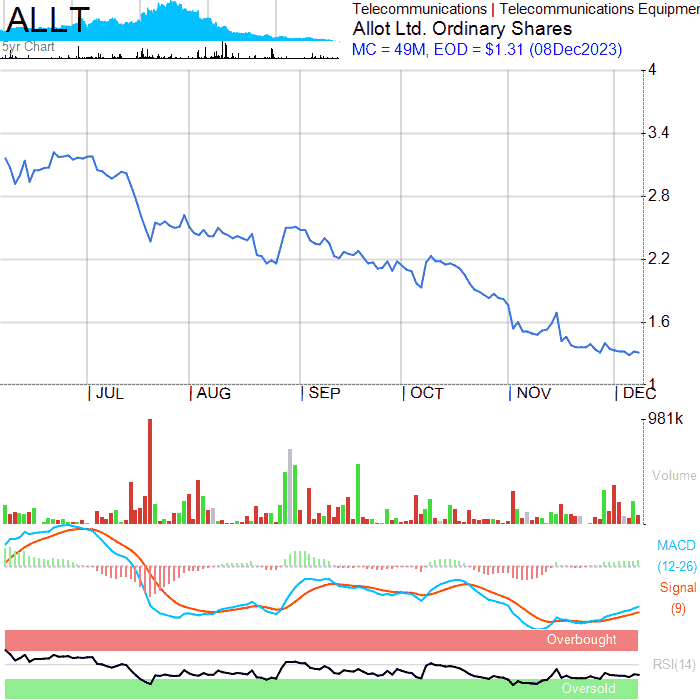 ALLT
5yr Chart
Telecommunications | Telecommunications Equipmen
Allot Ltd. Ordinary Shares
MC = 49M, EOD = $1.31 (08Dec2023)
4
3.4
2.8
2.2
1.6
1
JUL AUG SEP OCT NOV DEC
981k
Volume
MACD
(12-26)
Signal
(9)
Overbought
RSI(14)
Oversold